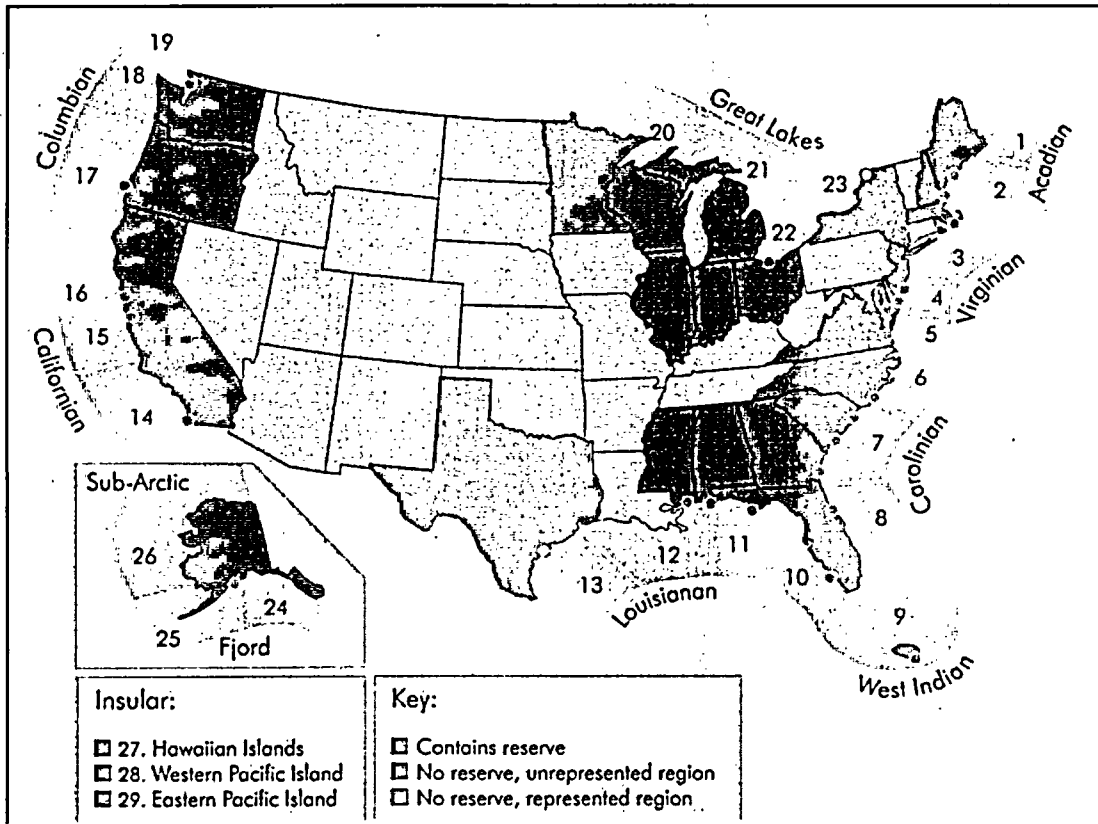 19
18
Columbian
17
16
15
Californian
14
20
Great Lakes
21
22
23
1
2
Acadian
3
4
Virginian
5
6
7
Carolinian
8
9
10
West Indian
11
12
13
Louisianan
Sub-Arctic
26
25
24
Fjord
Insular:
27. Hawaiian Islands
28. Western Pacific Island
29. Eastern Pacific Island
Key:
Contains reserve
No reserve, unrepresented region
No reserve, represented region